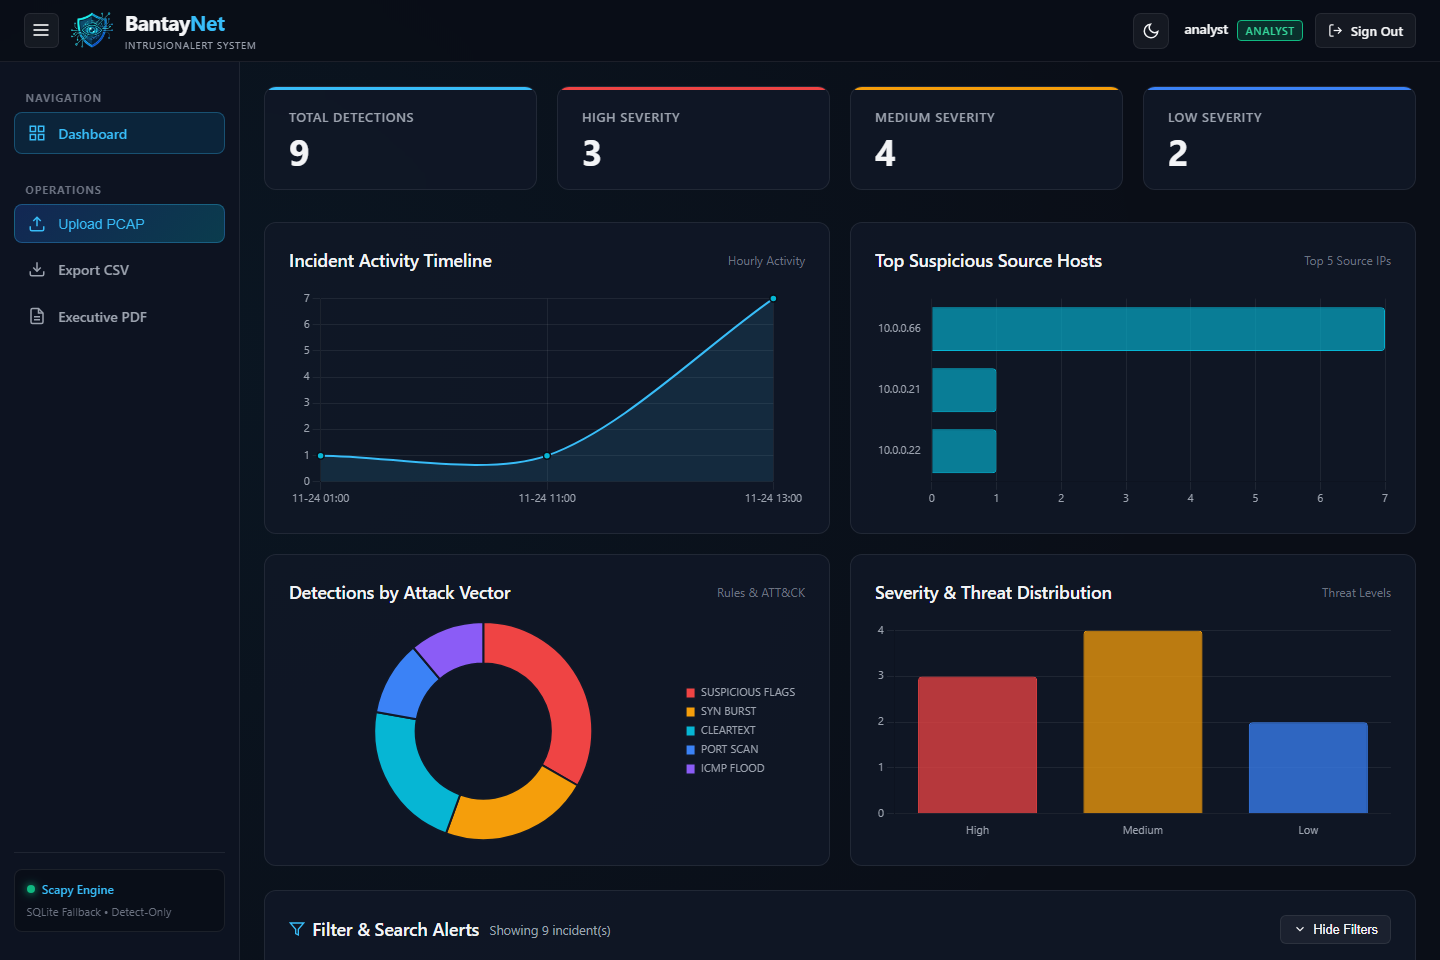 BantayNet
INTRUSIONALERT SYSTEM
analyst
ANALYST
Sign Out
NAVIGATION
Dashboard
OPERATIONS
Upload PCAP
Export CSV
Executive PDF
Scapy Engine
SQLite Fallback • Detect-Only
TOTAL DETECTIONS
9
HIGH SEVERITY
3
MEDIUM SEVERITY
4
LOW SEVERITY
2
Incident Activity Timeline
Hourly Activity
7
6
5
4
3
2
1
0
11-24 01:00
11-24 11:00
11-24 13:00
Top Suspicious Source Hosts
Top 5 Source IPs
10.0.0.66
10.0.0.21
10.0.0.22
0 1 2 3 4 5 6 7
Detections by Attack Vector
Rules & ATT&CK
SUSPICIOUS FLAGS
SYN BURST
CLEARTEXT
PORT SCAN
ICMP FLOOD
Severity & Threat Distribution
Threat Levels
4
3
2
1
0
High
Medium
Low
Filter & Search Alerts
Showing 9 incident(s)
Hide Filters